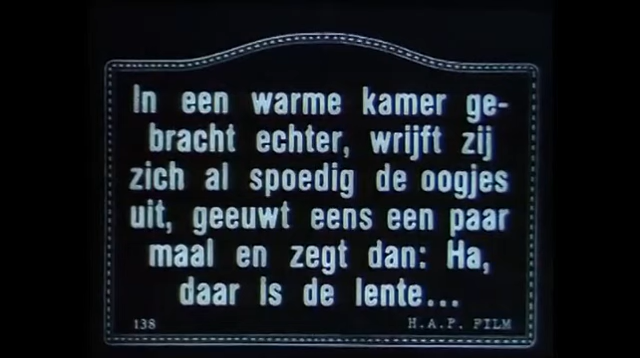 In een warme kamer ge-
bracht echter, wrijft zij
zich al spoedig de oogjes
uit, geeuwt eens een paar
maal en zegt dan: Ha,
daar is de lente...
138 H.A.P. FILM